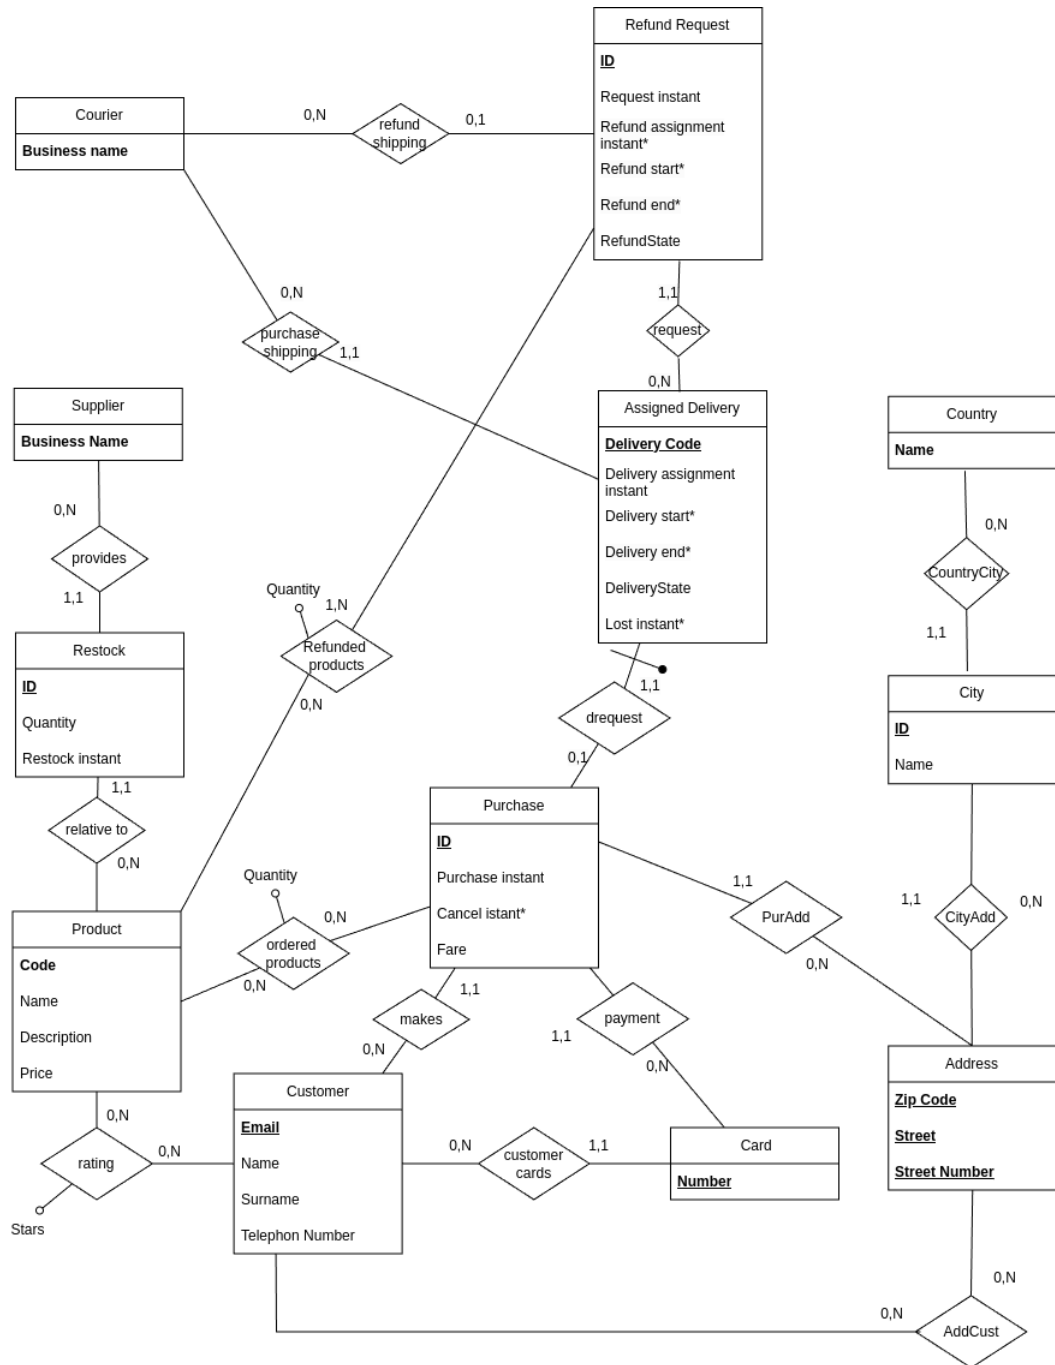 Refund Request
ID
Request instant
Refund assignment
instant*
Refund start*
Refund end*
RefundState
Courier
Business name
0,N
refund
shipping
0,1
0,N
purchase
shipping
1,1
1,1
request
0,N
Supplier
Business Name
Assigned Delivery
Delivery Code
Delivery assignment
instant
Delivery start*
Delivery end*
DeliveryState
Lost instant*
Country
Name
0,N
provides
1,1
0,N
CountryCity
1,1
Quantity
1,N
Refunded
products
0,N
Restock
ID
Quantity
Restock instant
1,1
drequest
0,1
City
ID
Name
1,1
relative to
0,N
Purchase
ID
Purchase instant
Cancel istant*
Fare
Quantity
0,N
ordered
products
0,N
1,1
PurAdd
0,N
1,1
CityAdd
0,N
Product
Code
Name
Description
Price
1,1
makes
0,N
payment
1,1
0,N
Address
Zip Code
Street
Street Number
Customer
Email
Name
Surname
Telephon Number
0,N
rating
0,N
Stars
0,N
customer
cards
1,1
Card
Number
0,N
0,N
AddCust